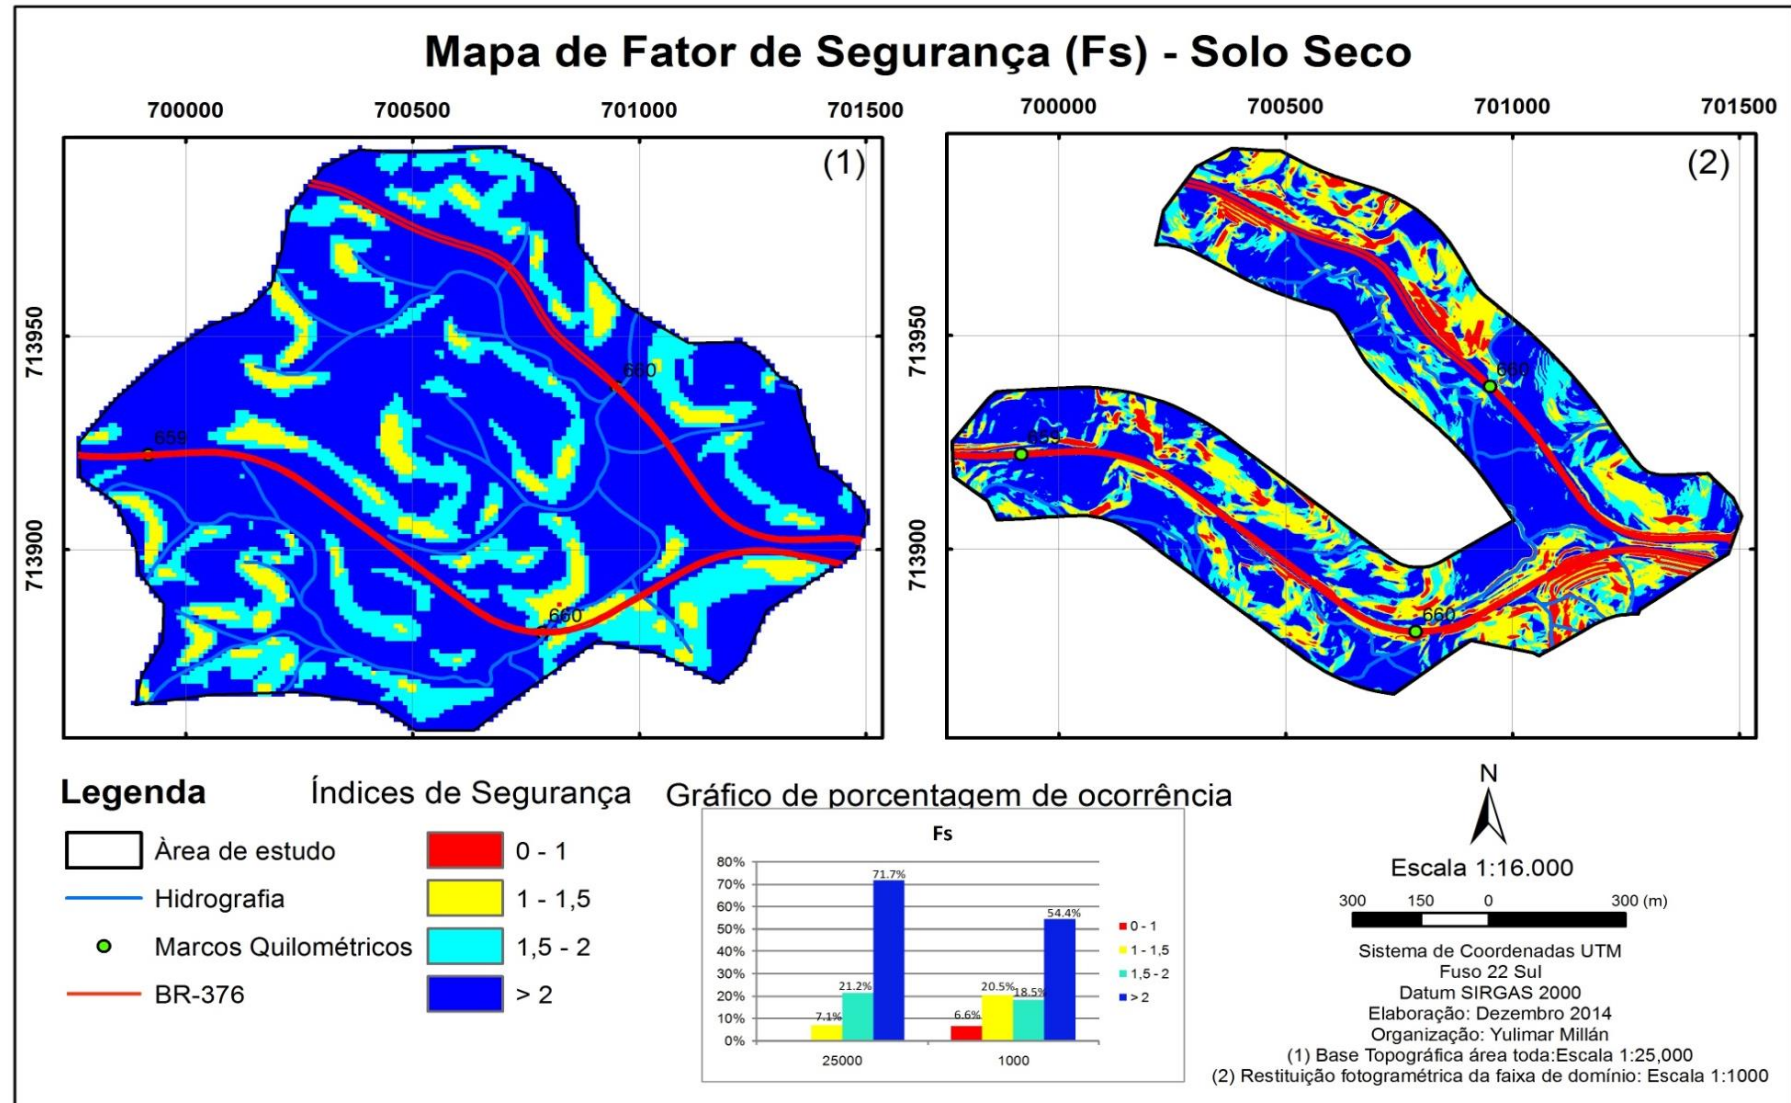 Mapa de Fator de Segurança (Fs) - Solo Seco
700000 700500 701000 701500
700000 700500 701000 701500
(1)
(2)
713950
713900
713950
713900
660
659
660
660
659
660
Legenda
Àrea de estudo
Hidrografia
Marcos Quilométricos
BR-376
Índices de Segurança
0 - 1
1 - 1,5
1,5 - 2
> 2
Gráfico de porcentagem de ocorrência
Fs
80%
70%
60%
50%
40%
30%
20%
10%
0%
7.1%
21.2%
71.7%
6.6%
20.5%
18.5%
54.4%
25000
1000
0 - 1
1 - 1,5
1,5 - 2
> 2
N
Escala 1:16.000
300 150 0 300 (m)
Sistema de Coordenadas UTM
Fuso 22 Sul
Datum SIRGAS 2000
Elaboração: Dezembro 2014
Organização: Yulimar Millán
(1) Base Topográfica área toda:Escala 1:25,000
(2) Restituição fotogramétrica da faixa de domínio: Escala 1:1000